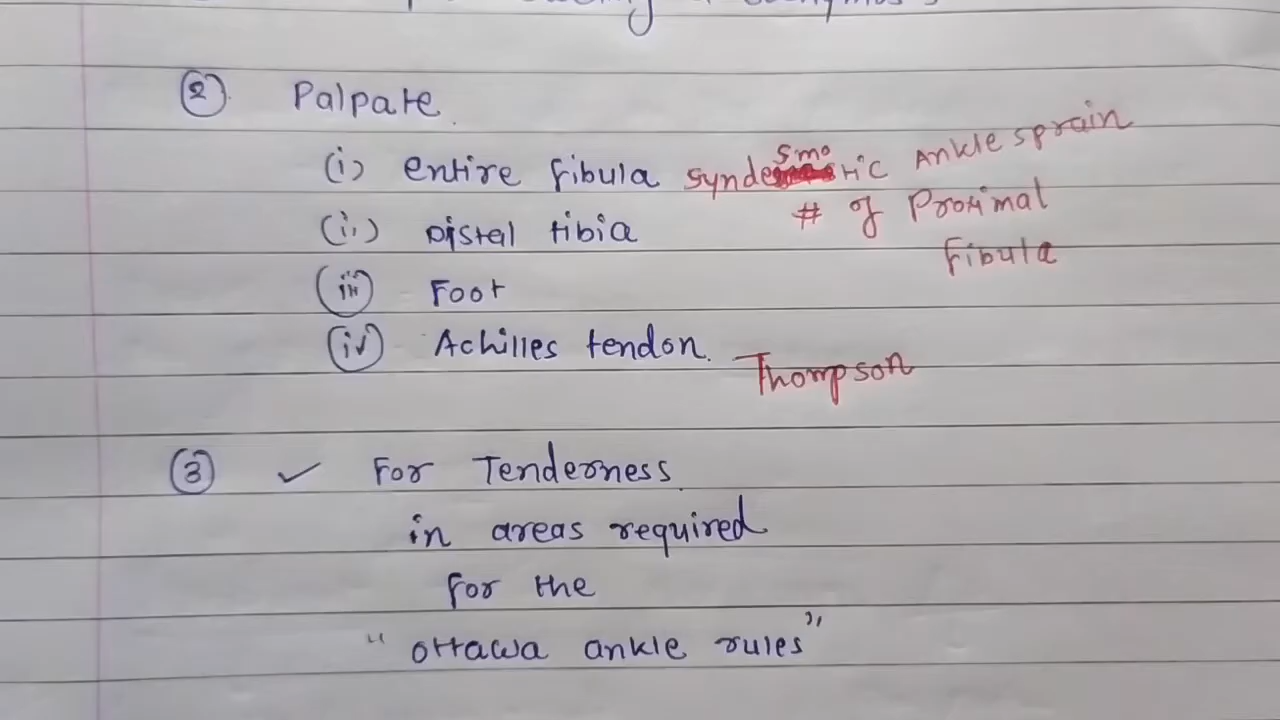 ② Palpate.
(i) entire fibula syndesmotic Ankle sprain
(ii) Distal tibia # of Proximal
fibula
(iii) Foot
(iv) Achilles tendon. Thompson
③ ✓ For Tenderness.
in areas required
for the
"ottawa ankle rules"